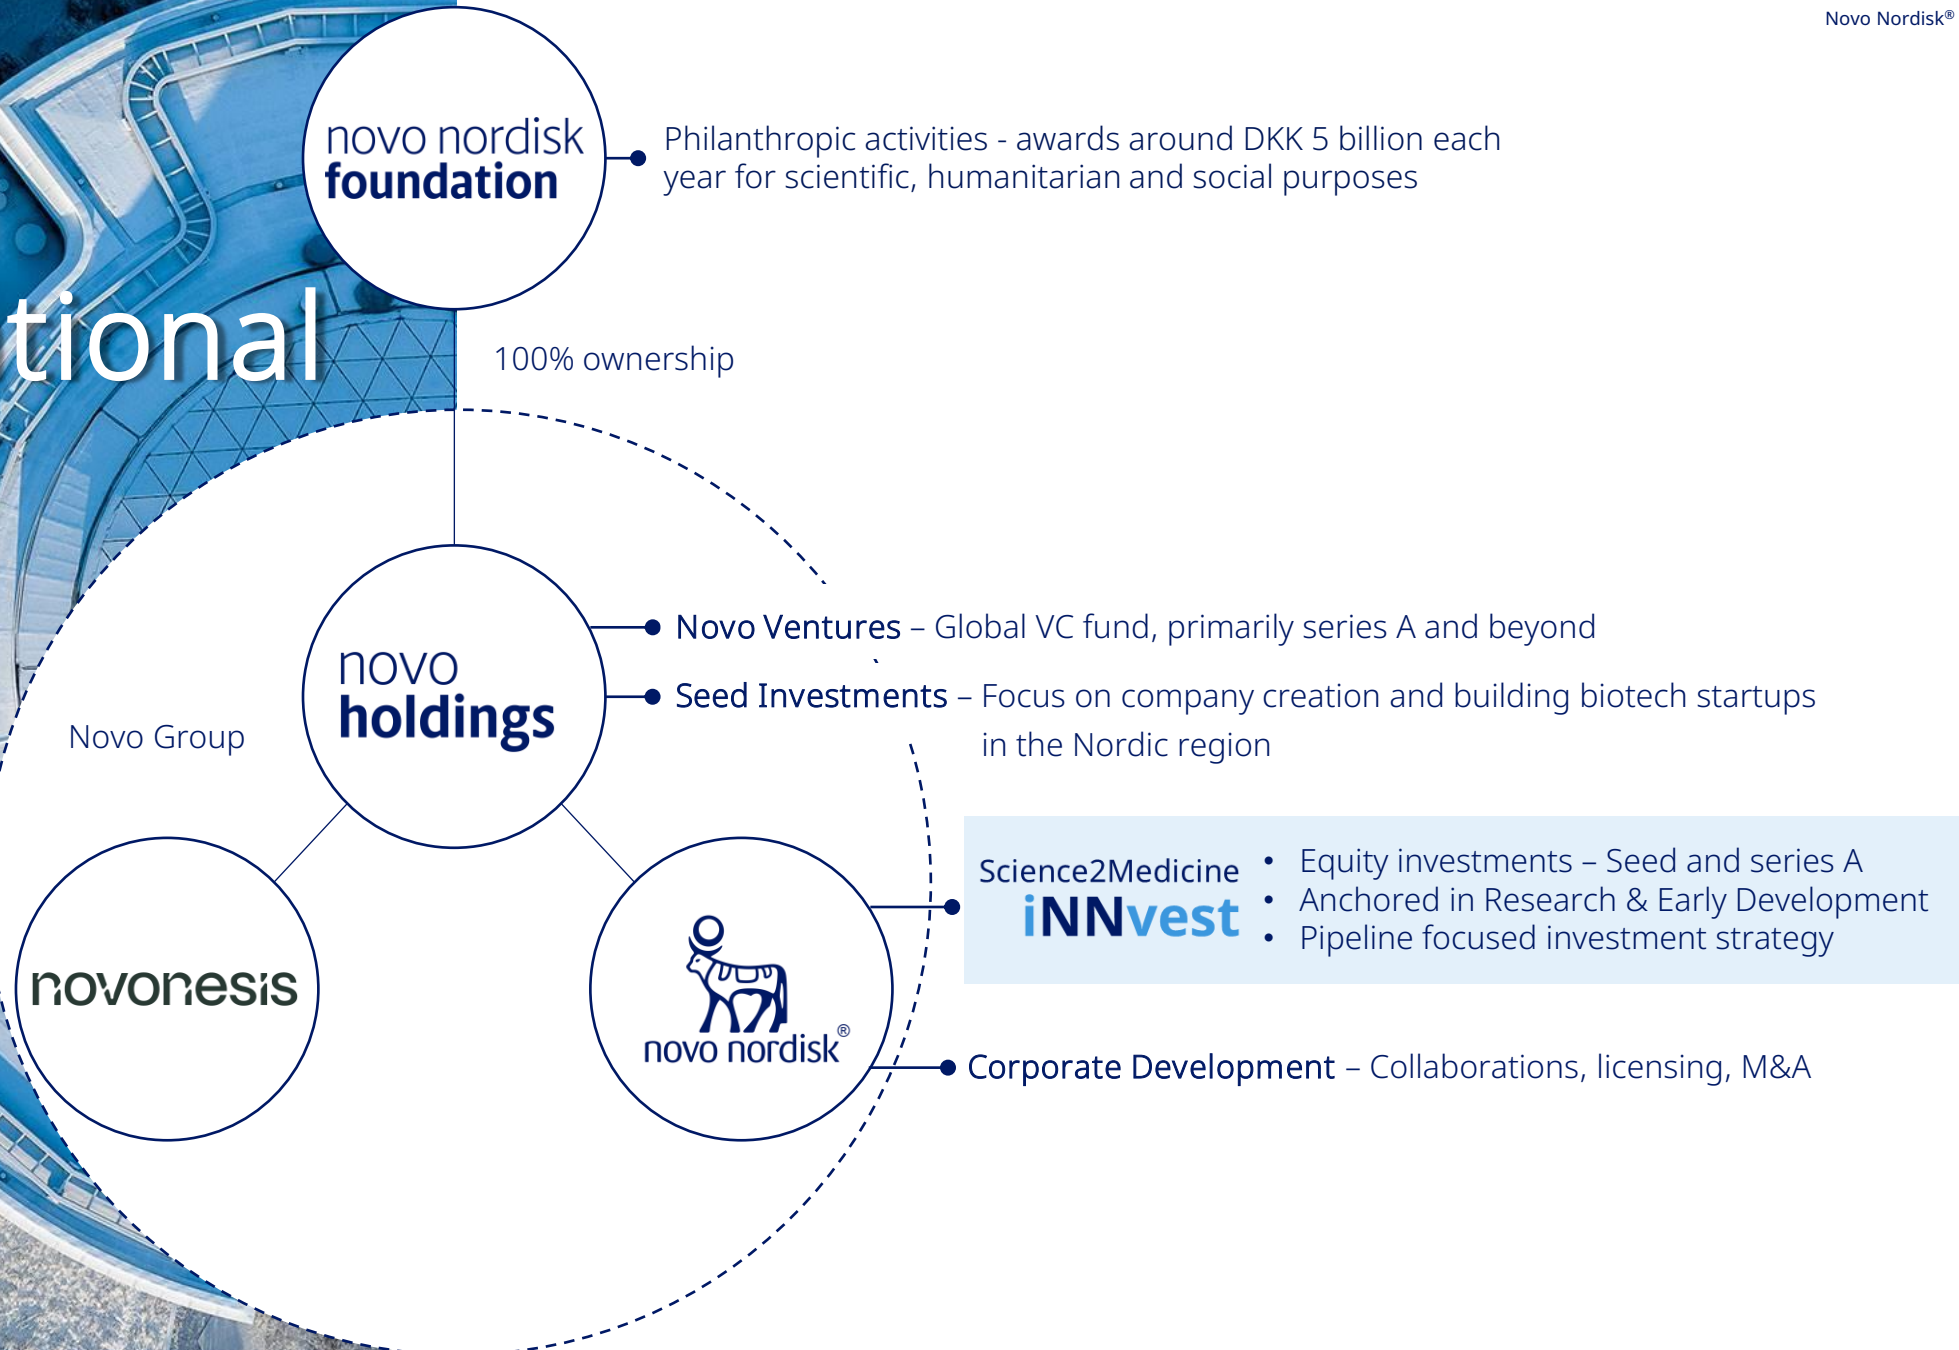 Novo Nordisk®
novo nordisk
foundation
Philanthropic activities - awards around DKK 5 billion each
year for scientific, humanitarian and social purposes
tional
100% ownership
Novo Ventures – Global VC fund, primarily series A and beyond
novo
holdings
Seed Investments – Focus on company creation and building biotech startups
in the Nordic region
Novo Group
Science2Medicine
iNNvest
• Equity investments – Seed and series A
• Anchored in Research & Early Development
• Pipeline focused investment strategy
novonesis
novo nordisk®
Corporate Development – Collaborations, licensing, M&A